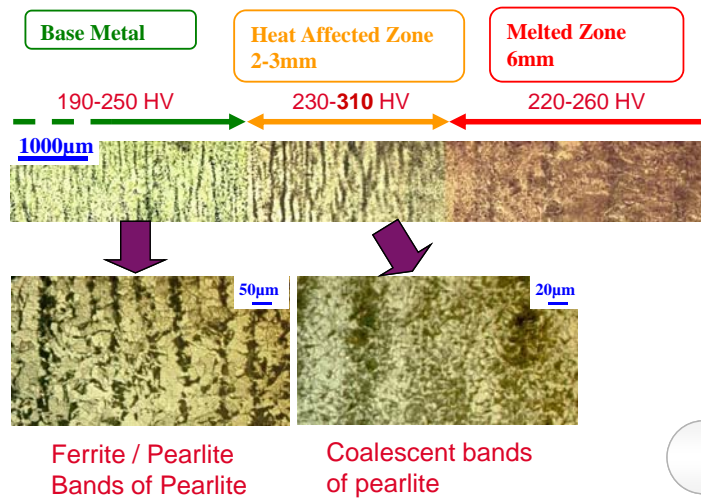 Base Metal
Heat Affected Zone
2-3mm
Melted Zone
6mm
190-250 HV
230-310 HV
220-260 HV
1000μm
50μm
20μm
Ferrite / Pearlite
Bands of Pearlite
Coalescent bands
of pearlite